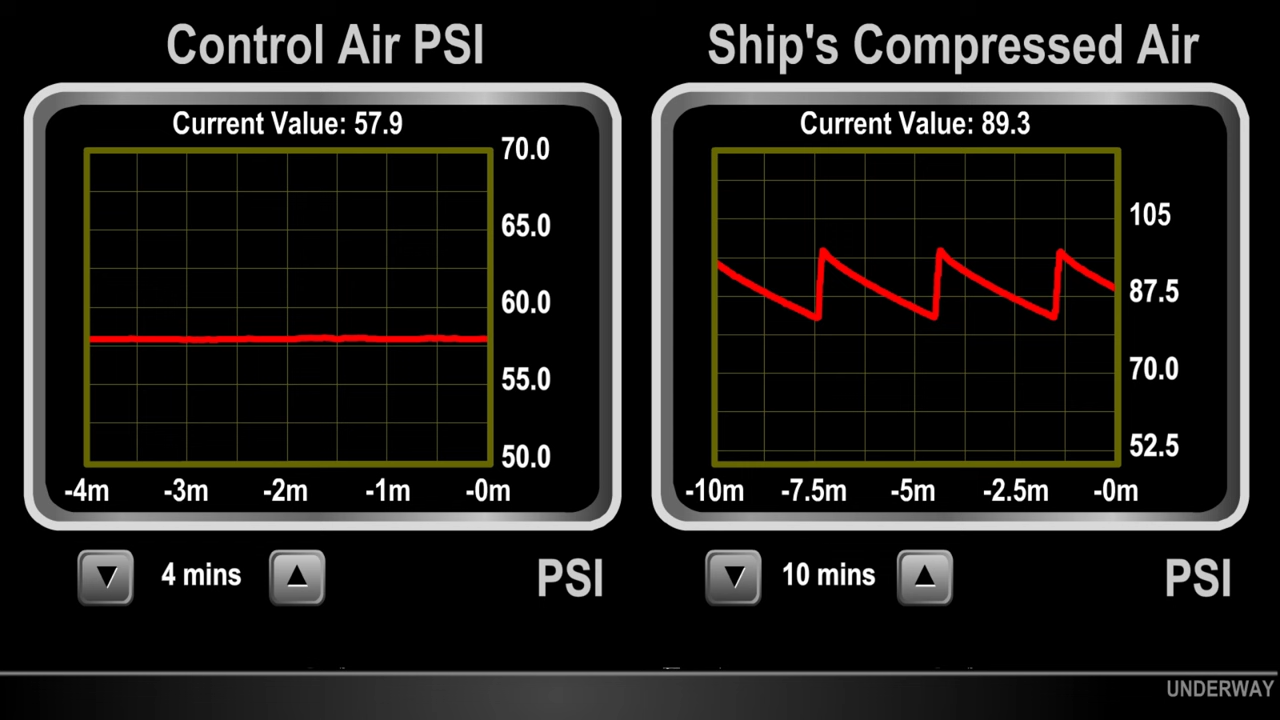 Control Air PSI
Current Value: 57.9
70.0
65.0
60.0
55.0
50.0
-4m -3m -2m -1m -0m
4 mins
PSI
Ship's Compressed Air
Current Value: 89.3
105
87.5
70.0
52.5
-10m -7.5m -5m -2.5m -0m
10 mins
PSI
UNDERWAY